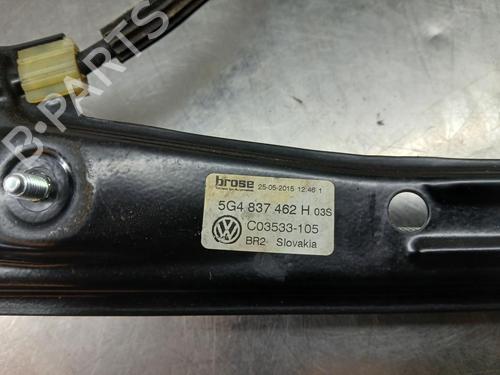 B-PARTS
brose 25-05-2015 12:46 1
5G4 837 462 H 03S
C03533-105
BR2 Slovakia